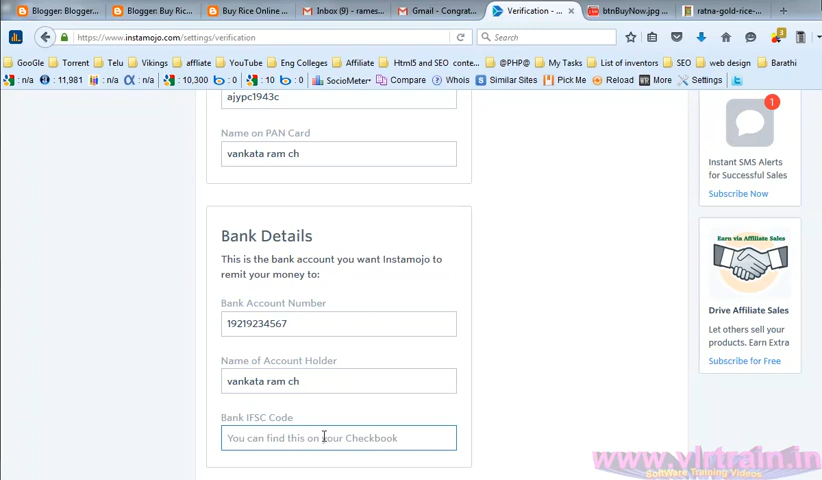 Blogger: Blogger...
Blogger: Buy Ric...
Buy Rice Online ...
Inbox (9) - rames...
Gmail - Congrat...
Verification - ...
btnBuyNow.jpg ...
ratna-gold-rice-...
https://www.instamojo.com/settings/verification
Search
GooGle
Torrent
Telu
Vikings
affliate
YouTube
Eng Colleges
Affiliate
Html5 and SEO conte...
@PHP@
My Tasks
List of inventors
SEO
web design
Barathi
: n/a
: 11,981
: n/a
: 10,300
: 0
: 10
: 0
SocioMeter
Compare
Whois
Similar Sites
Pick Me
Reload
More
Settings
ajypc1943c
Name on PAN Card
vankata ram ch
Bank Details
This is the bank account you want Instamojo to
remit your money to:
Bank Account Number
19219234567
Name of Account Holder
vankata ram ch
Bank IFSC Code
You can find this on your Checkbook
1
Instant SMS Alerts
for Successful Sales
Subscribe Now
Earn via Affiliate Sales
Drive Affiliate Sales
Let others sell your
products. Earn Extra
Subscribe for Free
www.vlrtrain.in
SoftWare Training Videos